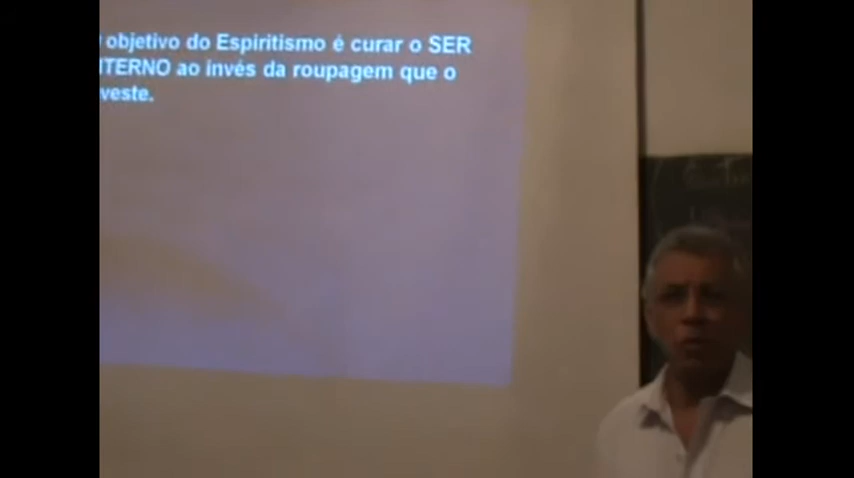 objetivo do Espiritismo é curar o SER
TERNO ao invés da roupagem que o
veste.